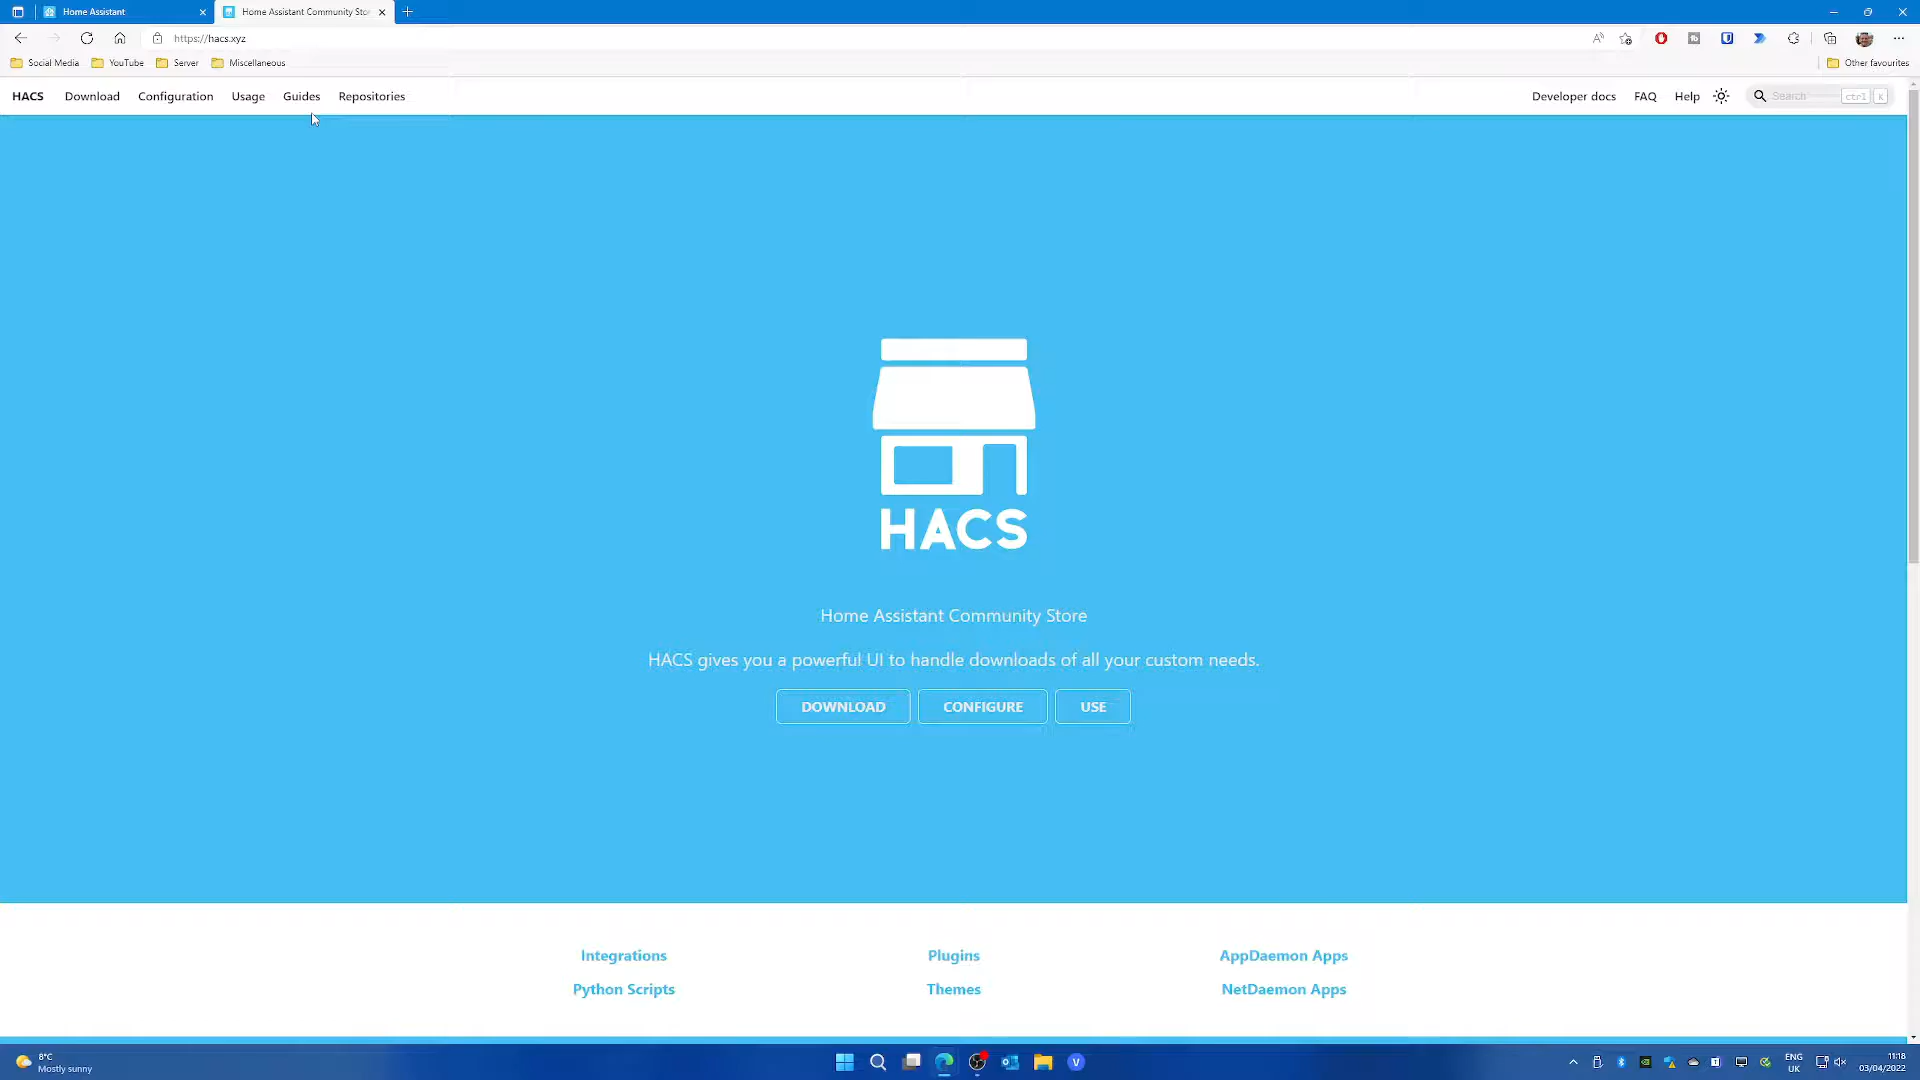 Home Assistant
Home Assistant Community Sto
https://hacs.xyz
Social Media YouTube Server Miscellaneous Other favourites
HACS Download Configuration Usage Guides Repositories Developer docs FAQ Help Search ctrl K
HACS
Home Assistant Community Store
HACS gives you a powerful UI to handle downloads of all your custom needs.
DOWNLOAD CONFIGURE USE
Integrations Plugins AppDaemon Apps
Python Scripts Themes NetDaemon Apps
8°C
Mostly sunny
ENG
UK
11:18
03/04/2022